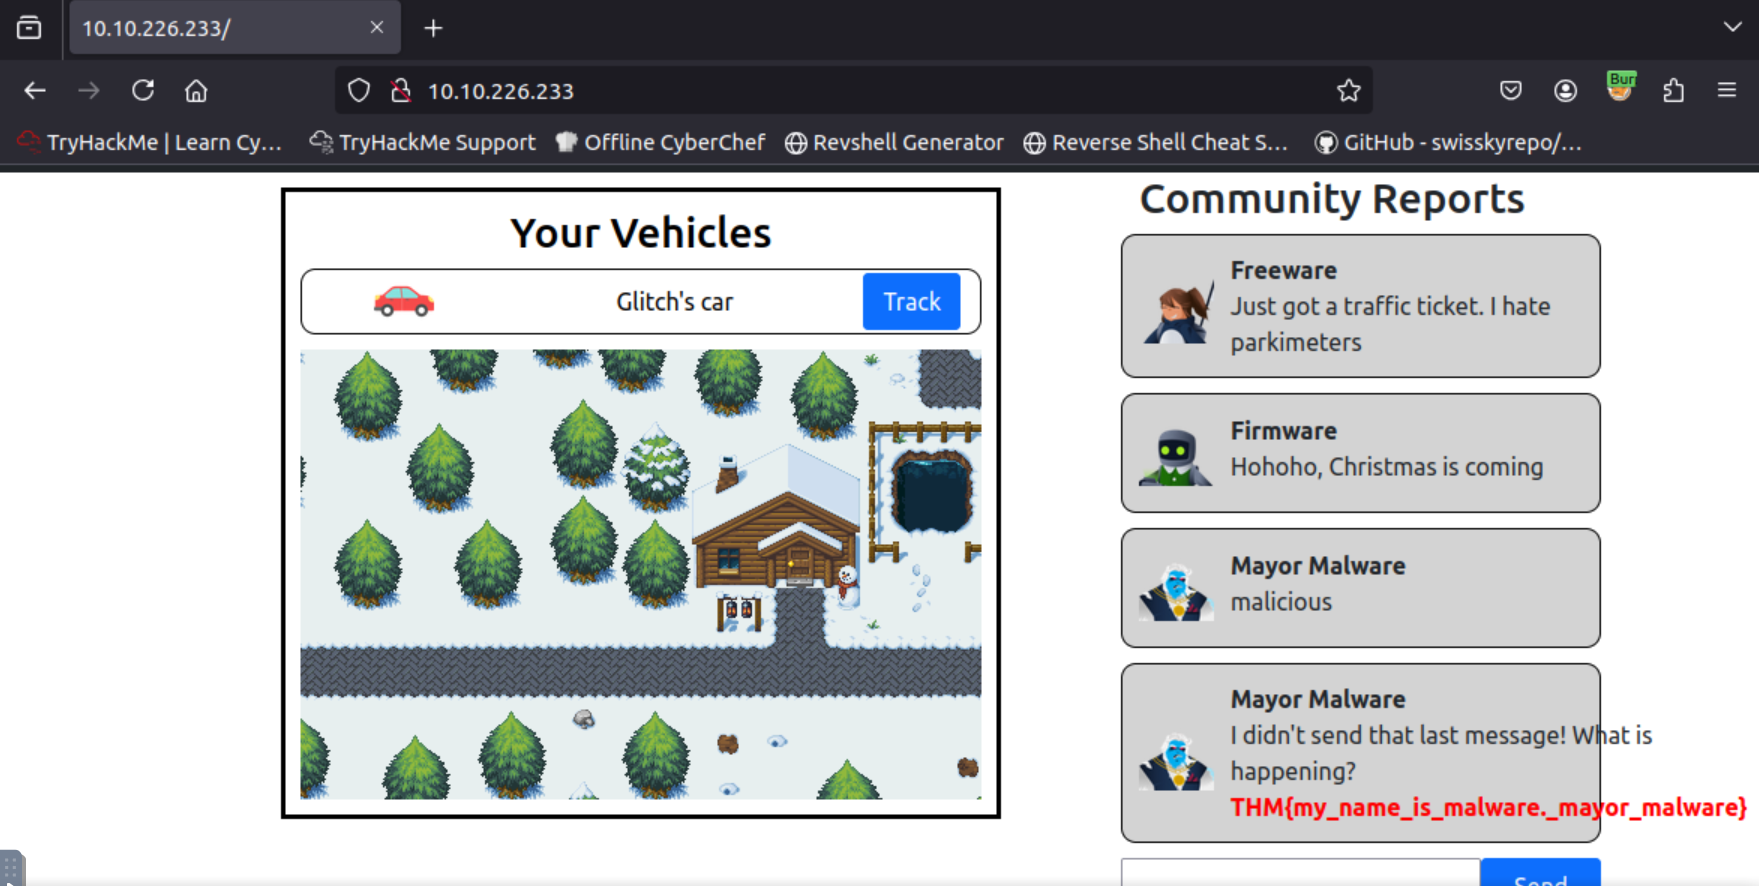 10.10.226.233/
10.10.226.233
Bur
TryHackMe | Learn Cy...
TryHackMe Support
Offline CyberChef
Revshell Generator
Reverse Shell Cheat S...
GitHub - swisskyrepo/...
Your Vehicles
Glitch's car
Track
Community Reports
Freeware
Just got a traffic ticket. I hate
parkimeters
Firmware
Hohoho, Christmas is coming
Mayor Malware
malicious
Mayor Malware
I didn't send that last message! What is
happening?
THM{my_name_is_malware._mayor_malware}
Send